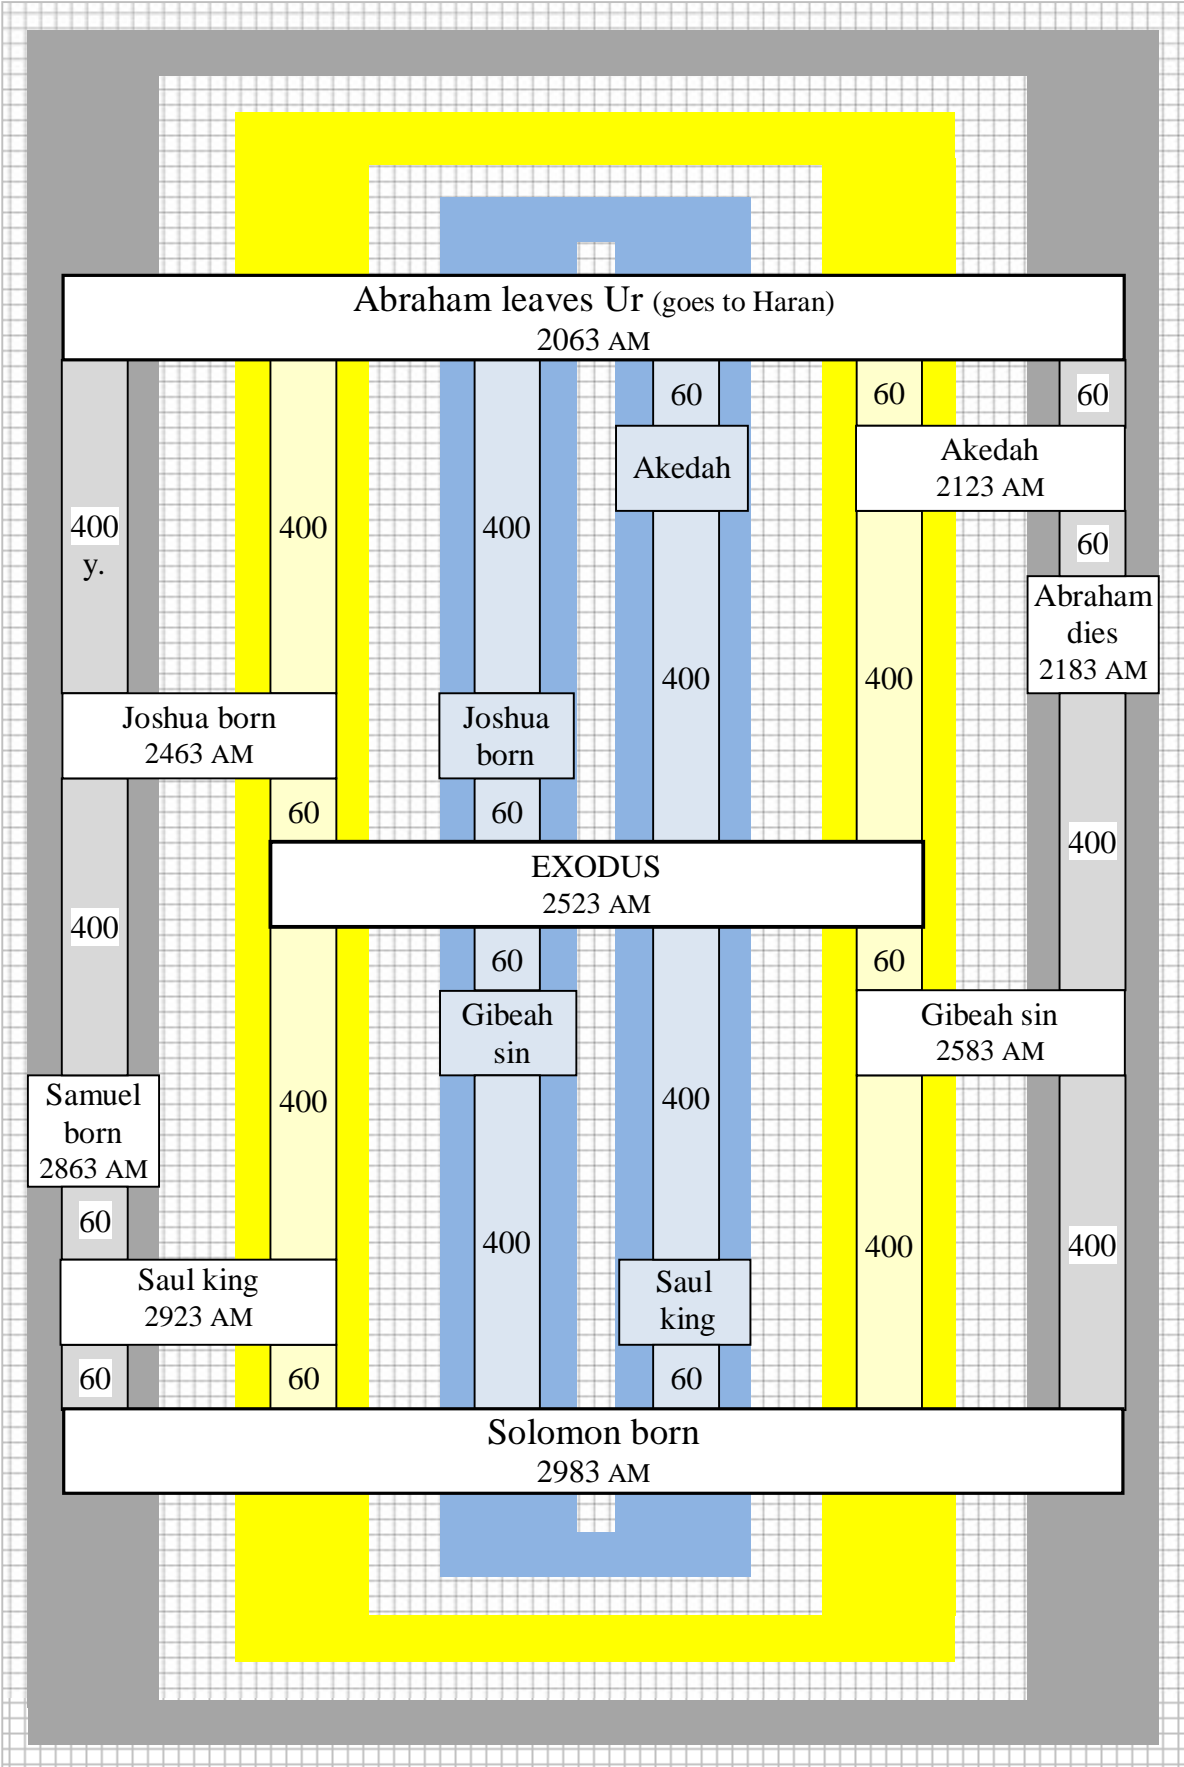 Abraham leaves Ur (goes to Haran)
2063 AM
60
60
60
Akedah
Akedah
2123 AM
400
y.
400
400
60
Abraham
dies
2183 AM
400
400
Joshua born
2463 AM
Joshua
born
60
60
400
EXODUS
2523 AM
400
60
60
Gibeah
sin
Gibeah sin
2583 AM
Samuel
born
2863 AM
400
400
60
400
400
400
Saul king
2923 AM
Saul
king
60
60
60
Solomon born
2983 AM